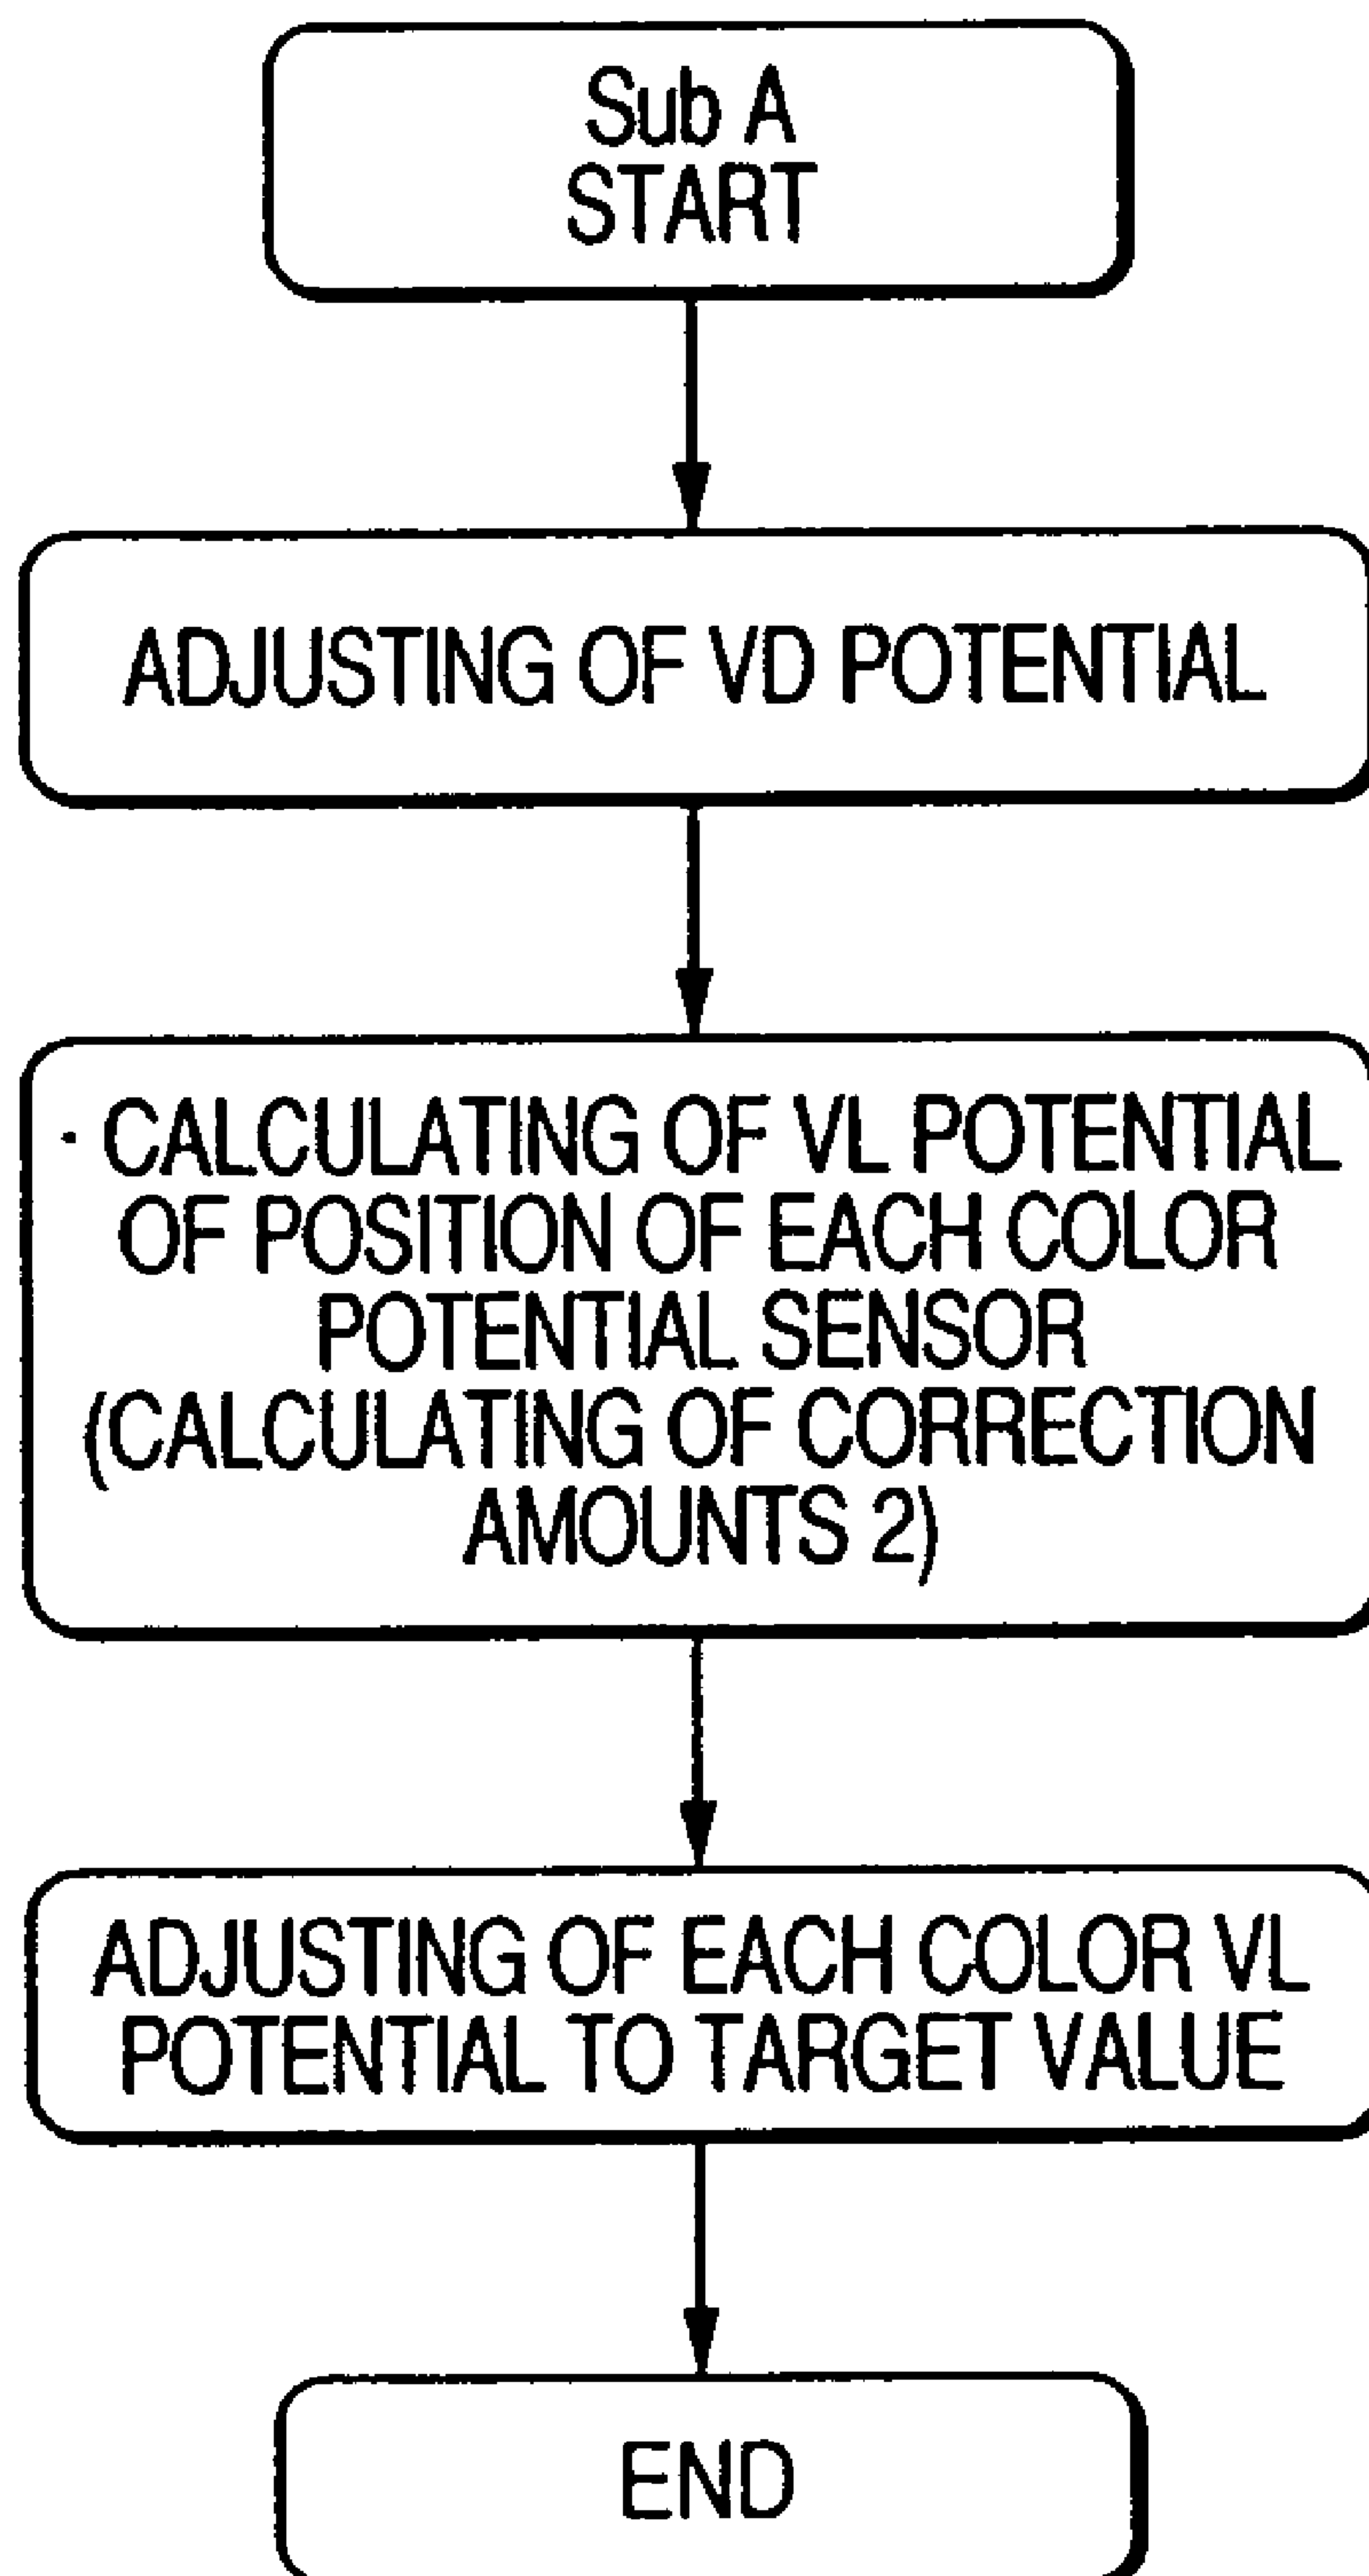 Sub A
START
ADJUSTING OF VD POTENTIAL
· CALCULATING OF VL POTENTIAL
OF POSITION OF EACH COLOR
POTENTIAL SENSOR
(CALCULATING OF CORRECTION
AMOUNTS 2)
ADJUSTING OF EACH COLOR VL
POTENTIAL TO TARGET VALUE
END